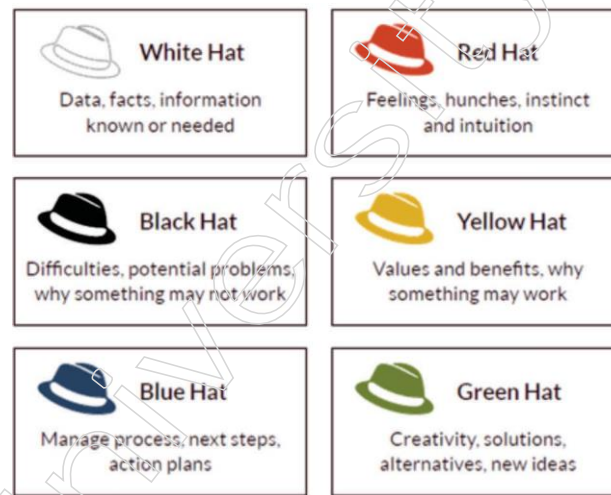 White Hat
Data, facts, information
known or needed
Red Hat
Feelings, hunches, instinct
and intuition
Black Hat
Difficulties, potential problems,
why something may not work
Yellow Hat
Values and benefits, why
something may work
Blue Hat
Manage process, next steps,
action plans
Green Hat
Creativity, solutions,
alternatives, new ideas